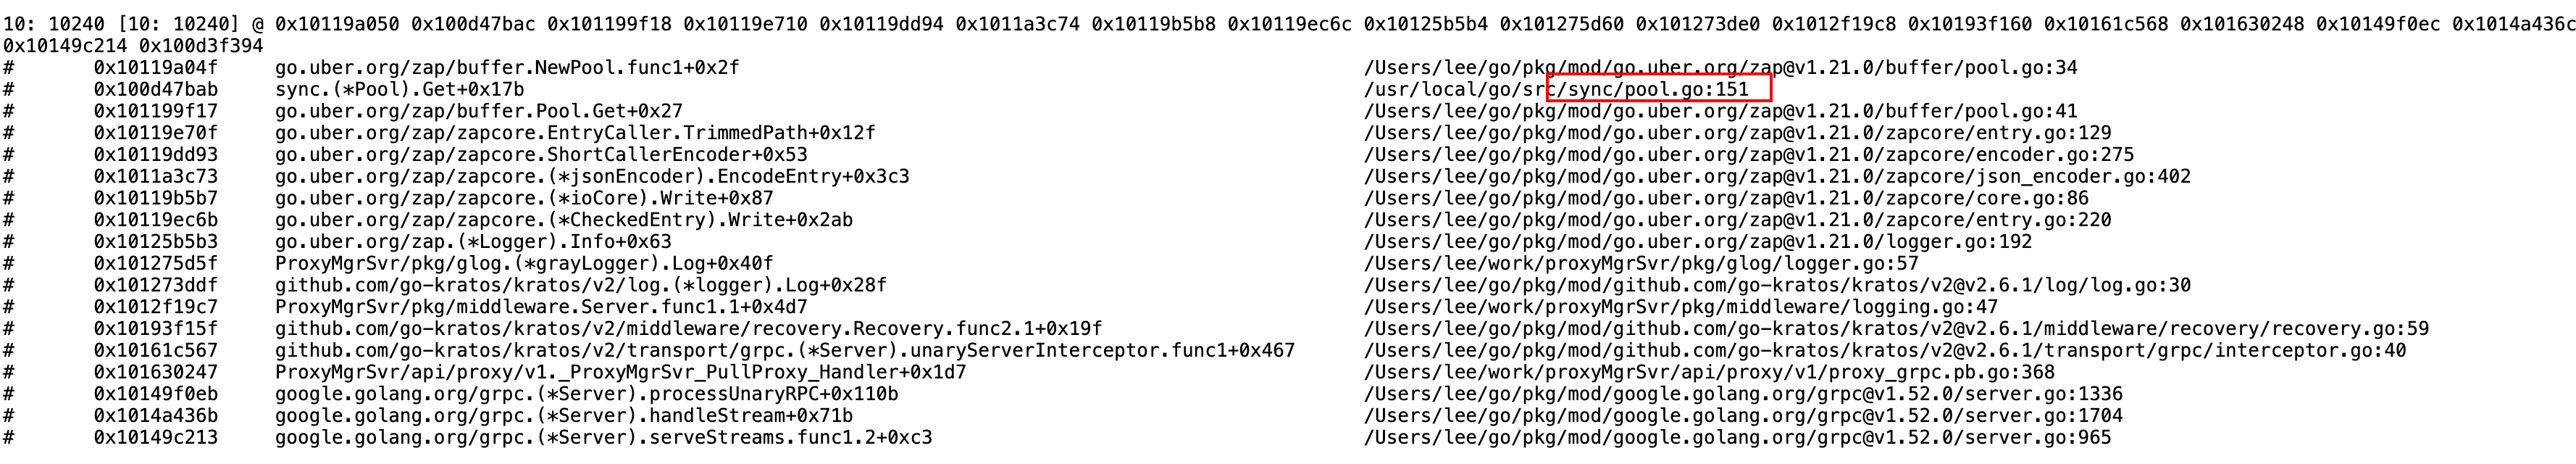 10: 10240 [10: 10240] @ 0x10119a050 0x100d47bac 0x101199f18 0x10119e710 0x10119dd94 0x1011a3c74 0x10119b5b8 0x10119ec6c 0x10125b5b4 0x101275d60 0x101273de0 0x1012f19c8 0x10193f160 0x10161c568 0x101630248 0x10149f0ec 0x1014a436c
0x10149c214 0x100d3f394
# 0x10119a04f go.uber.org/zap/buffer.NewPool.func1+0x2f /Users/lee/go/pkg/mod/go.uber.org/zap@v1.21.0/buffer/pool.go:34
# 0x100d47bab sync.(*Pool).Get+0x17b /usr/local/go/src/sync/pool.go:151
# 0x101199f17 go.uber.org/zap/buffer.Pool.Get+0x27 /Users/lee/go/pkg/mod/go.uber.org/zap@v1.21.0/buffer/pool.go:41
# 0x10119e70f go.uber.org/zap/zapcore.EntryCaller.TrimmedPath+0x12f /Users/lee/go/pkg/mod/go.uber.org/zap@v1.21.0/zapcore/entry.go:129
# 0x10119dd93 go.uber.org/zap/zapcore.ShortCallerEncoder+0x53 /Users/lee/go/pkg/mod/go.uber.org/zap@v1.21.0/zapcore/encoder.go:275
# 0x1011a3c73 go.uber.org/zap/zapcore.(*jsonEncoder).EncodeEntry+0x3c3 /Users/lee/go/pkg/mod/go.uber.org/zap@v1.21.0/zapcore/json_encoder.go:402
# 0x10119b5b7 go.uber.org/zap/zapcore.(*ioCore).Write+0x87 /Users/lee/go/pkg/mod/go.uber.org/zap@v1.21.0/zapcore/core.go:86
# 0x10119ec6b go.uber.org/zap/zapcore.(*CheckedEntry).Write+0x2ab /Users/lee/go/pkg/mod/go.uber.org/zap@v1.21.0/zapcore/entry.go:220
# 0x10125b5b3 go.uber.org/zap.(*Logger).Info+0x63 /Users/lee/go/pkg/mod/go.uber.org/zap@v1.21.0/logger.go:192
# 0x101275d5f ProxyMgrSvr/pkg/glog.(*grayLogger).Log+0x40f /Users/lee/work/proxyMgrSvr/pkg/glog/logger.go:57
# 0x101273ddf github.com/go-kratos/kratos/v2/log.(*logger).Log+0x28f /Users/lee/go/pkg/mod/github.com/go-kratos/kratos/v2@v2.6.1/log/log.go:30
# 0x1012f19c7 ProxyMgrSvr/pkg/middleware.Server.func1.1+0x4d7 /Users/lee/work/proxyMgrSvr/pkg/middleware/logging.go:47
# 0x10193f15f github.com/go-kratos/kratos/v2/middleware/recovery.Recovery.func2.1+0x19f /Users/lee/go/pkg/mod/github.com/go-kratos/kratos/v2@v2.6.1/middleware/recovery/recovery.go:59
# 0x10161c567 github.com/go-kratos/kratos/v2/transport/grpc.(*Server).unaryServerInterceptor.func1+0x467 /Users/lee/go/pkg/mod/github.com/go-kratos/kratos/v2@v2.6.1/transport/grpc/interceptor.go:40
# 0x101630247 ProxyMgrSvr/api/proxy/v1._ProxyMgrSvr_PullProxy_Handler+0x1d7 /Users/lee/work/proxyMgrSvr/api/proxy/v1/proxy_grpc.pb.go:368
# 0x10149f0eb google.golang.org/grpc.(*Server).processUnaryRPC+0x110b /Users/lee/go/pkg/mod/google.golang.org/grpc@v1.52.0/server.go:1336
# 0x1014a436b google.golang.org/grpc.(*Server).handleStream+0x71b /Users/lee/go/pkg/mod/google.golang.org/grpc@v1.52.0/server.go:1704
# 0x10149c213 google.golang.org/grpc.(*Server).serveStreams.func1.2+0xc3 /Users/lee/go/pkg/mod/google.golang.org/grpc@v1.52.0/server.go:965